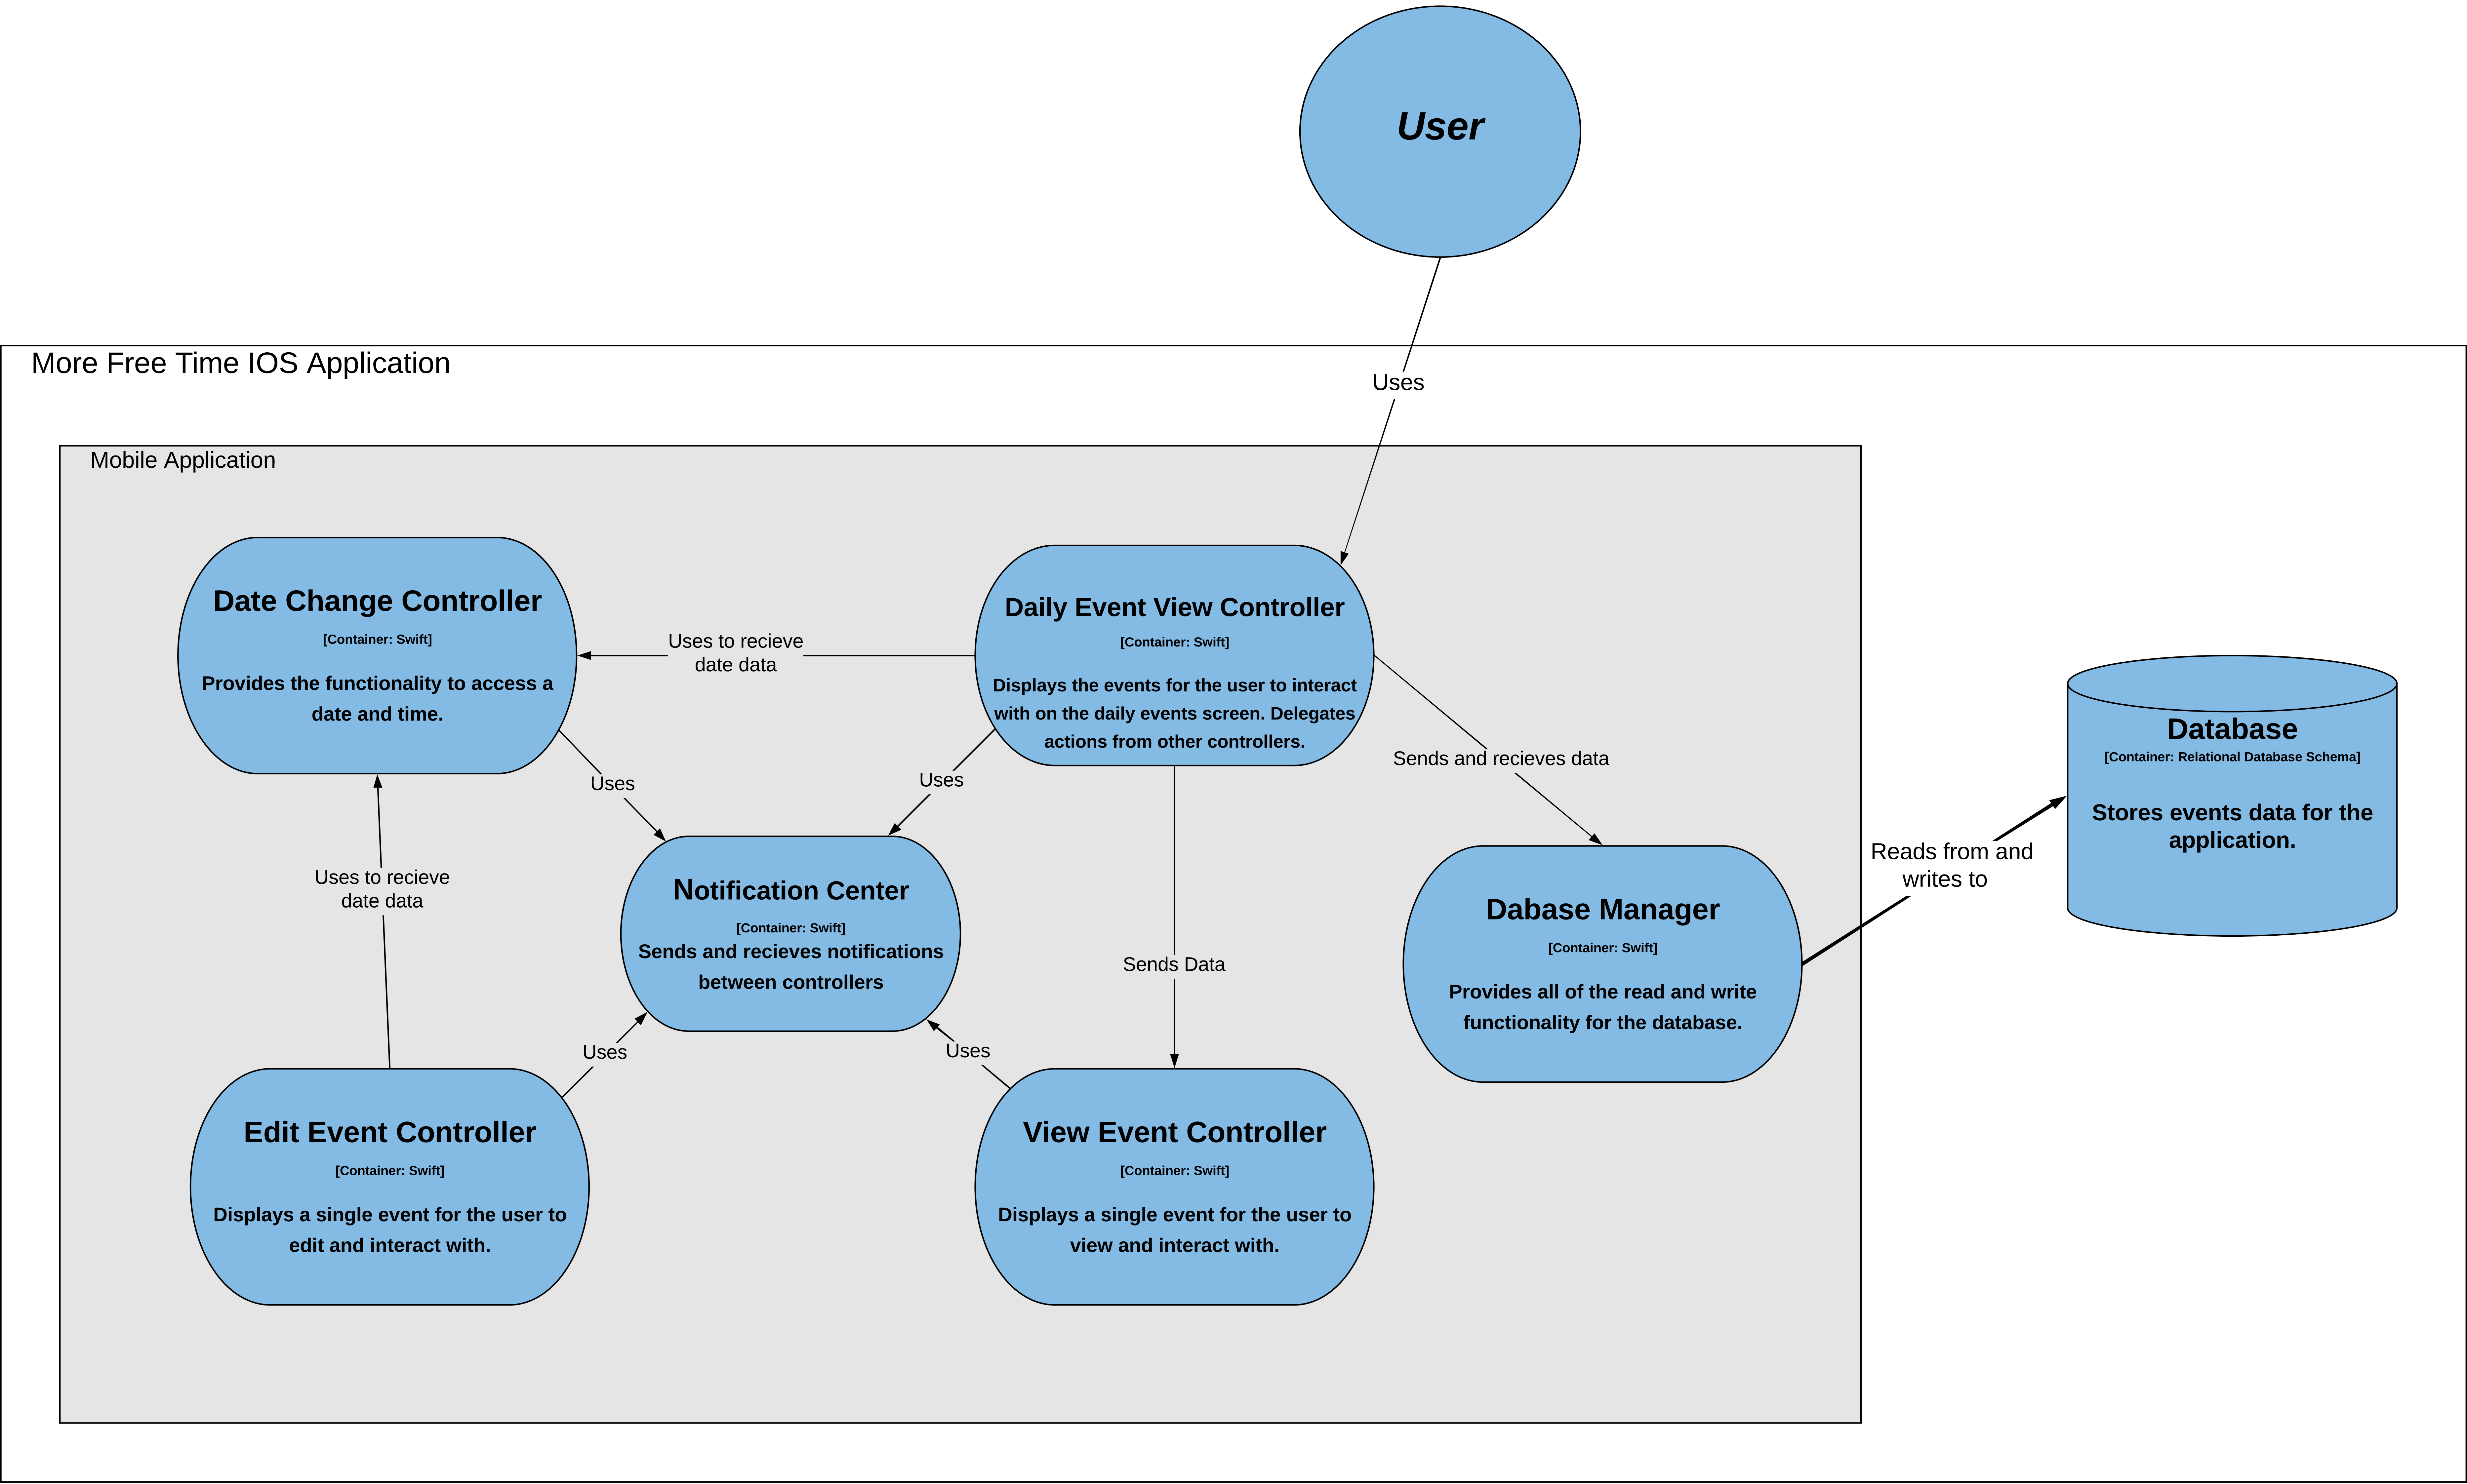 User
More Free Time IOS Application
Uses
Mobile Application
Date Change Controller
[Container: Swift]
Provides the functionality to access a
date and time.
Uses to recieve
date data
Daily Event View Controller
[Container: Swift]
Displays the events for the user to interact
with on the daily events screen. Delegates
actions from other controllers.
Sends and recieves data
Database
[Container: Relational Database Schema]
Stores events data for the
application.
Uses
Uses
Reads from and
writes to
Uses to recieve
date data
Notification Center
[Container: Swift]
Sends and recieves notifications
between controllers
Sends Data
Dabase Manager
[Container: Swift]
Provides all of the read and write
functionality for the database.
Uses
Uses
Edit Event Controller
[Container: Swift]
Displays a single event for the user to
edit and interact with.
View Event Controller
[Container: Swift]
Displays a single event for the user to
view and interact with.